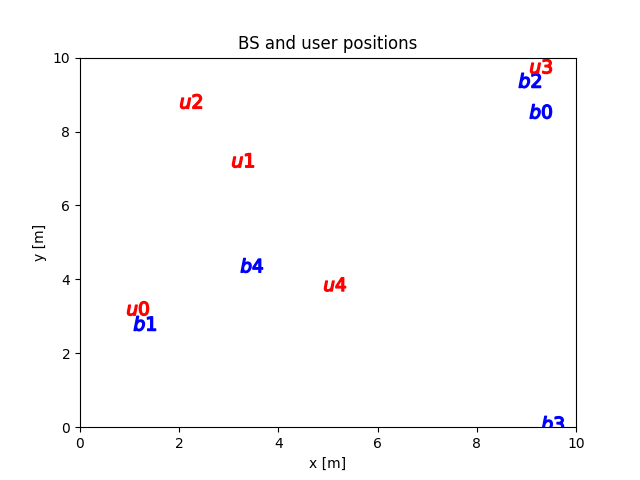 BS and user positions
10
u3
b2
u2
b0
8
u1
6
y [m]
b4
4
u4
u0
b1
2
b3
0
0 2 4 6 8 10
x [m]